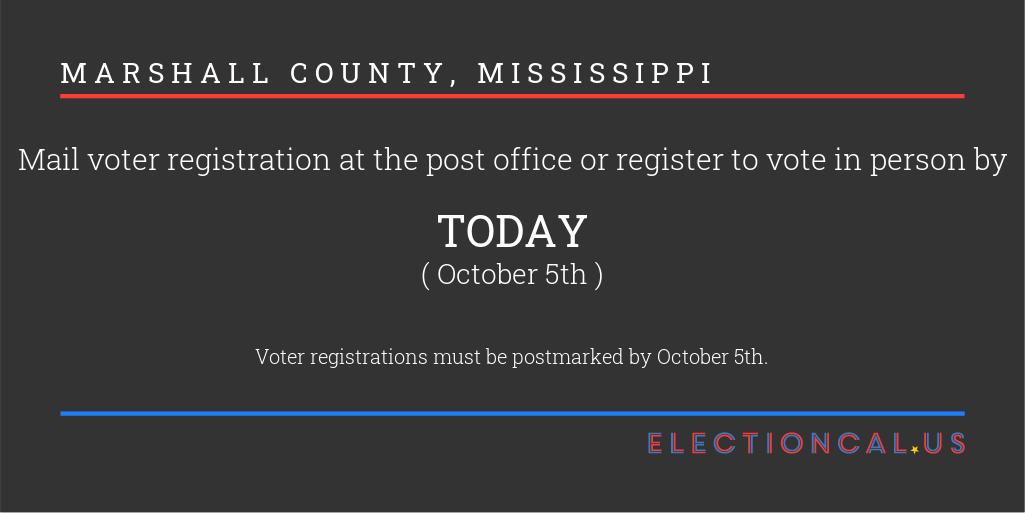 MARSHALL COUNTY, MISSISSIPPI
Mail voter registration at the post office or register to vote in person by
TODAY
( October 5th )
Voter registrations must be postmarked by October 5th.
ELECTIONCAL.US